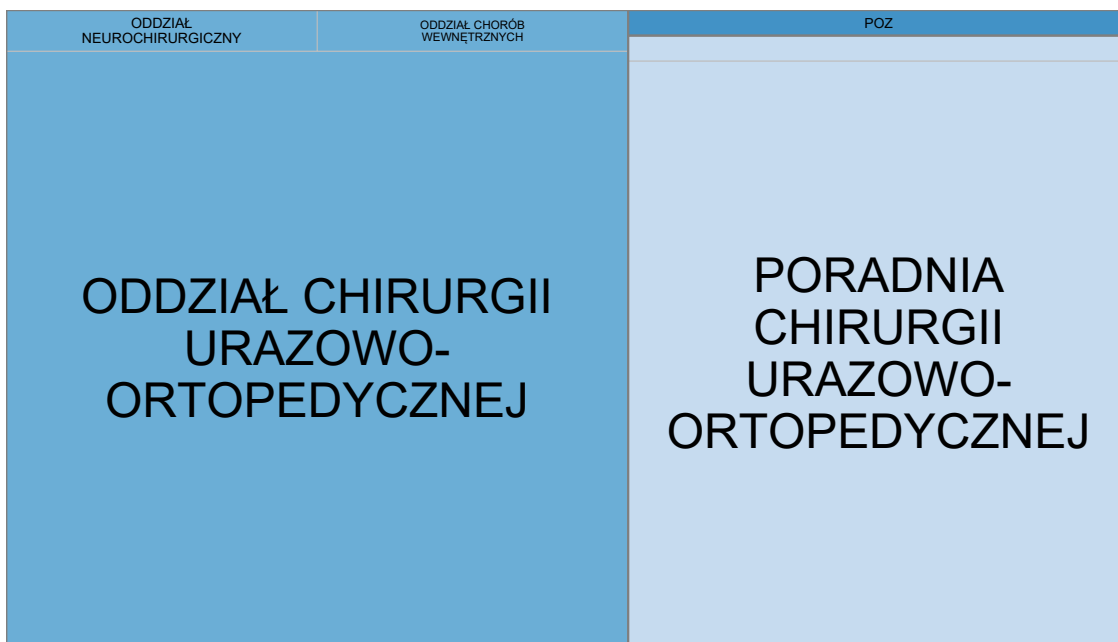 ODDZIAŁ
NEUROCHIRURGICZNY
ODDZIAŁ CHORÓB
WEWNĘTRZNYCH
POZ
ODDZIAŁ CHIRURGII
URAZOWO-
ORTOPEDYCZNEJ
PORADNIA
CHIRURGII
URAZOWO-
ORTOPEDYCZNEJ